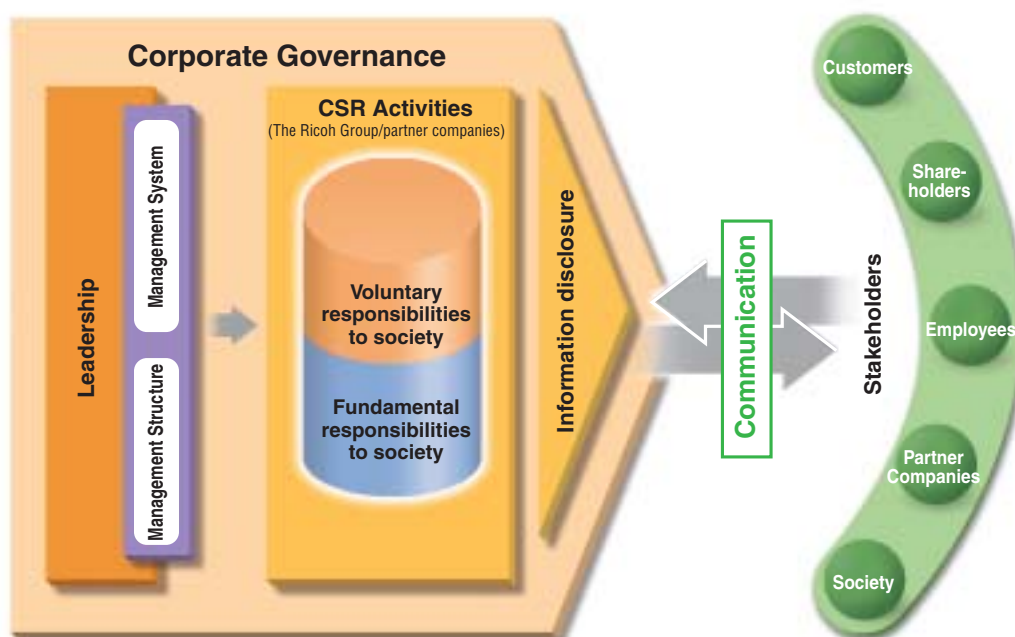 Corporate Governance
Leadership
Management System
Management Structure
CSR Activities
(The Ricoh Group/partner companies)
Voluntary
responsibilities
to society
Fundamental
responsibilities
to society
Information disclosure
Communication
Stakeholders
Customers
Share-
holders
Employees
Partner
Companies
Society